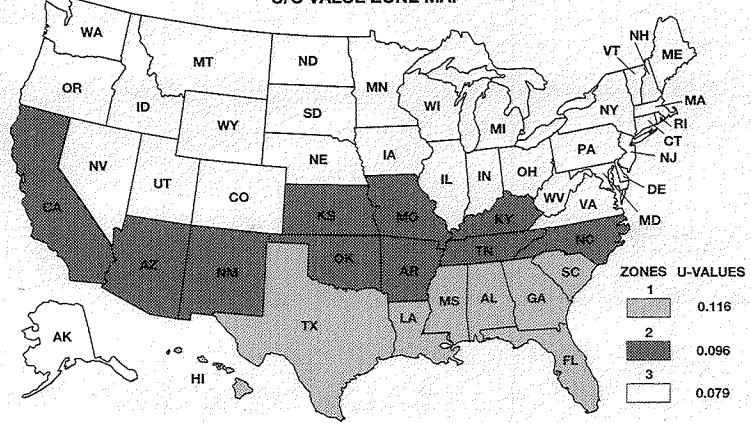 VALUE ZONE MAP
WA
MT
ND
MN
OR
ID
WY
SD
WI
MI
VT
NH
ME
NY
MA
RI
CT
NJ
NV
UT
CO
NE
IA
IL
IN
OH
PA
WV
VA
DE
MD
CA
AZ
NM
KS
MO
KY
OK
AR
TN
NC
SC
TX
LA
MS
AL
GA
FL
AK
HI
ZONES U-VALUES
1
0.116
2
0.096
3
0.079